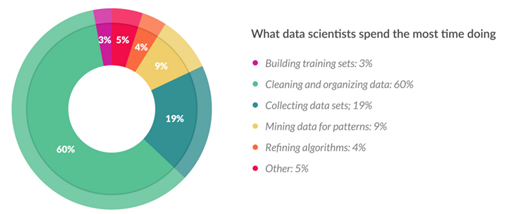 What data scientists spend the most time doing
3%
5%
4%
9%
19%
60%
Building training sets: 3%
Cleaning and organizing data: 60%
Collecting data sets; 19%
Mining data for patterns: 9%
Refining algorithms: 4%
Other: 5%